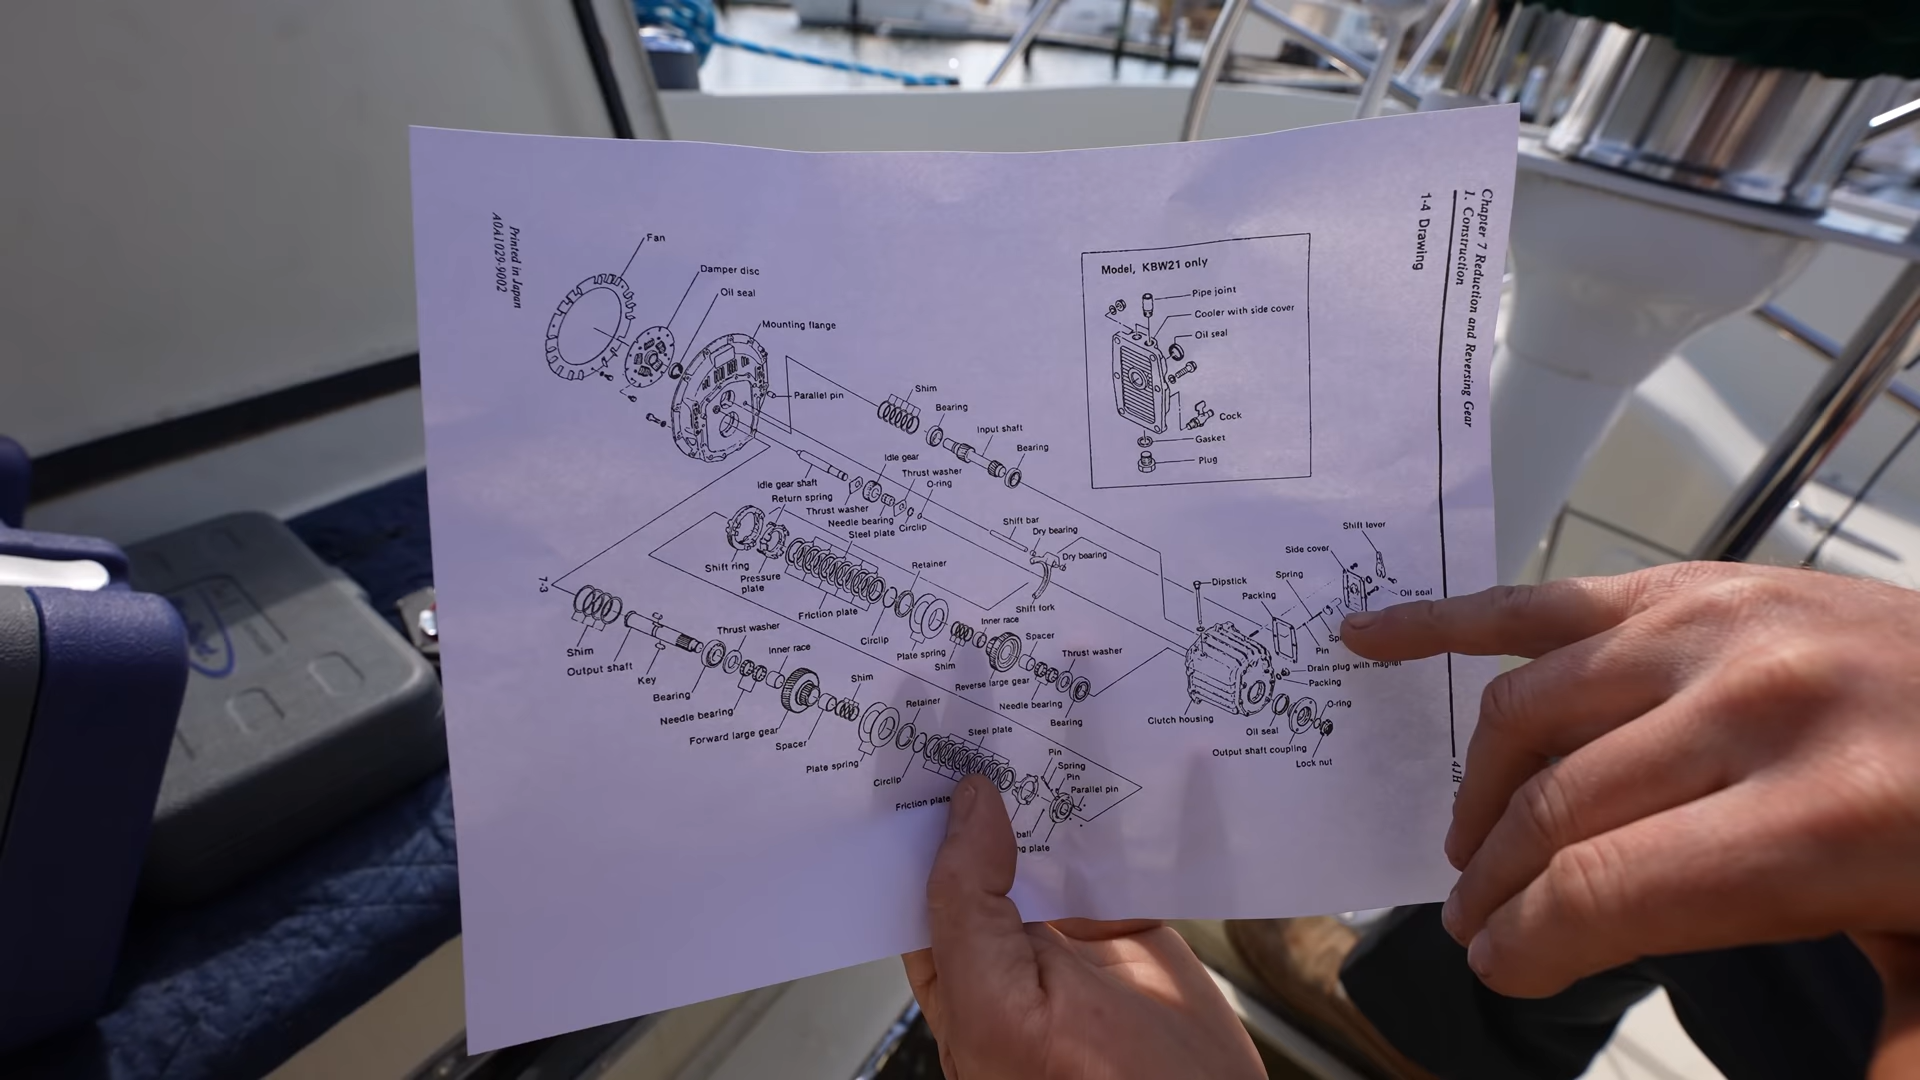 Chapter 7 Reduction and Reversing Gear
1. Construction
4JH
1-4 Drawing
Printed in Japan
A0A1029-9002
7-3
Fan
Damper disc
Oil seal
Mounting flange
Parallel pin
Shim
Bearing
Input shaft
Bearing
Model, KBW21 only
Pipe joint
Cooler with side cover
Oil seal
Cock
Gasket
Plug
Idle gear
Thrust washer
O-ring
Idle gear shaft
Return spring
Thrust washer
Needle bearing
Circlip
Steel plate
Shift ring
Pressure
plate
Friction plate
Retainer
Circlip
Plate spring
Shift bar
Dry bearing
Dry bearing
Shift fork
Inner race
Shim
Spacer
Reverse large gear
Thrust washer
Needle bearing
Bearing
Shift lever
Side cover
Spring
Oil seal
Dipstick
Packing
Pin
Drain plug with magnet
Packing
Clutch housing
O-ring
Oil seal
Output shaft coupling
Lock nut
Shim
Output shaft
Key
Thrust washer
Inner race
Bearing
Needle bearing
Forward large gear
Spacer
Shim
Plate spring
Retainer
Circlip
Steel plate
Friction plate
Pin
Spring
Pin
Parallel pin
ball
plate